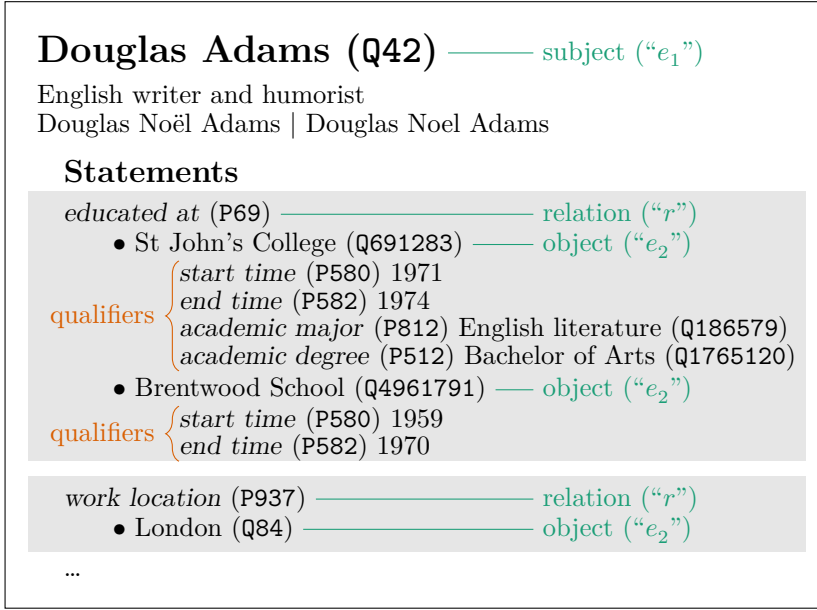 Douglas Adams (Q42) subject (“e₁”)
English writer and humorist
Douglas Noël Adams | Douglas Noel Adams
Statements
educated at (P69) relation (“r”)
• St John's College (Q691283) object (“e₂”)
start time (P580) 1971
end time (P582) 1974
qualifiers
academic major (P812) English literature (Q186579)
academic degree (P512) Bachelor of Arts (Q1765120)
• Brentwood School (Q4961791) object (“e₂”)
start time (P580) 1959
qualifiers
end time (P582) 1970
work location (P937) relation (“r”)
• London (Q84) object (“e₂”)
...